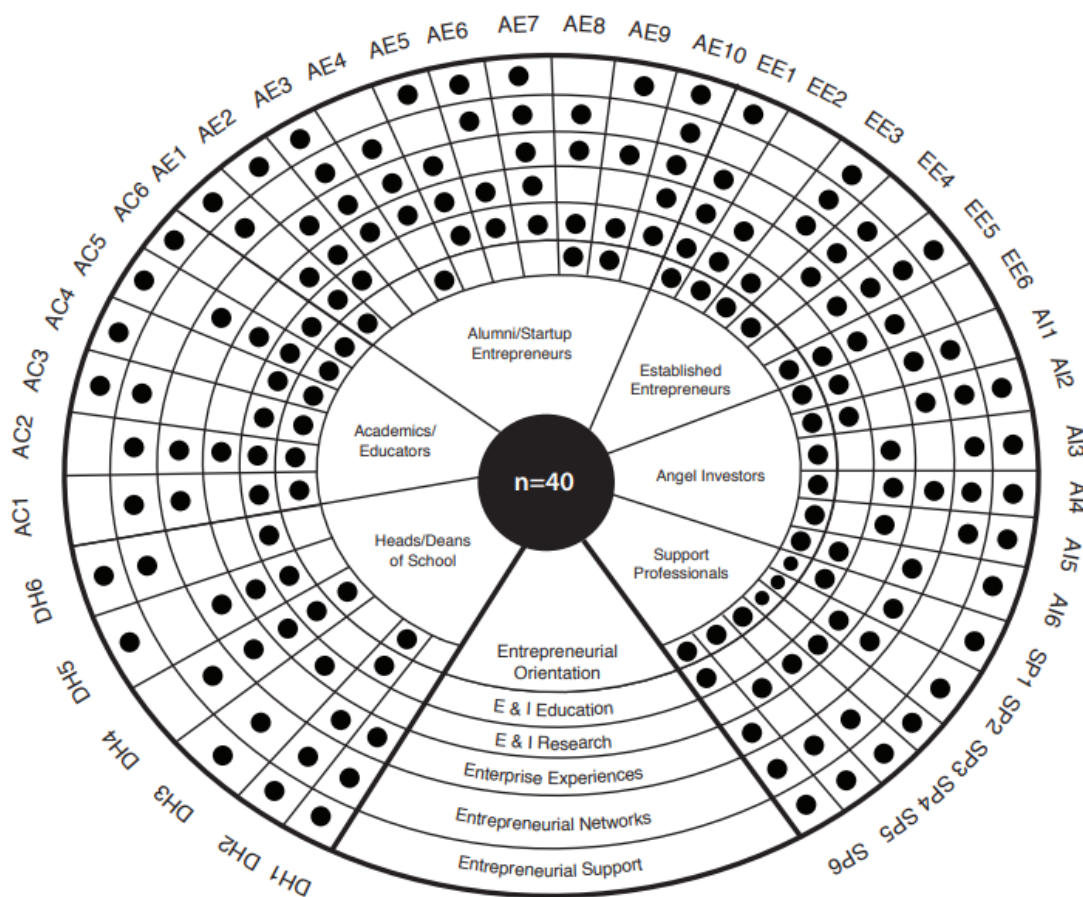 AE1
AE2
AE3
AE4
AE5
AE6
AE7
AE8
AE9
AE10
EE1
EE2
EE3
EE4
EE5
EE6
AI1
AI2
AI3
AI4
AI5
AI6
SP1
SP2
SP3
SP4
SP5
SP6
DH1
DH2
DH3
DH4
DH5
DH6
AC1
AC2
AC3
AC4
AC5
AC6
Alumni/Startup
Entrepreneurs
Established
Entrepreneurs
Academics/
Educators
n=40
Angel Investors
Heads/Deans
of School
Support
Professionals
Entrepreneurial
Orientation
E & I Education
E & I Research
Enterprise Experiences
Entrepreneurial Networks
Entrepreneurial Support